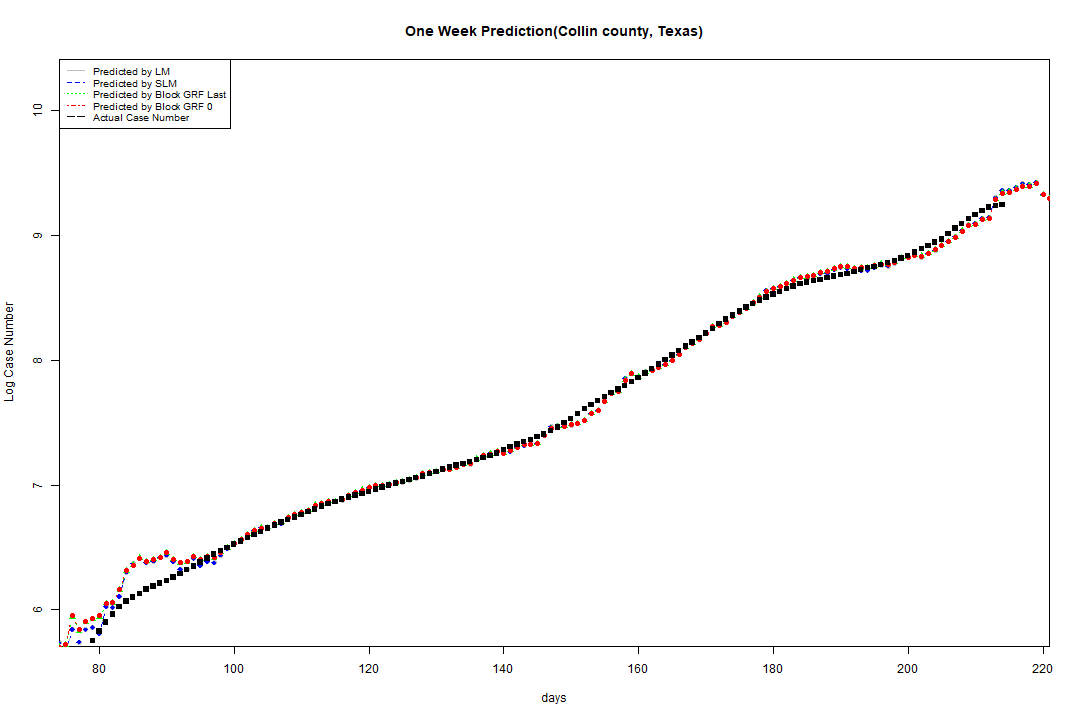 One Week Prediction(Collin county, Texas)
Predicted by LM
Predicted by SLM
Predicted by Block GRF Last
Predicted by Block GRF 0
Actual Case Number
10
9
8
7
6
Log Case Number
80 100 120 140 160 180 200 220
days